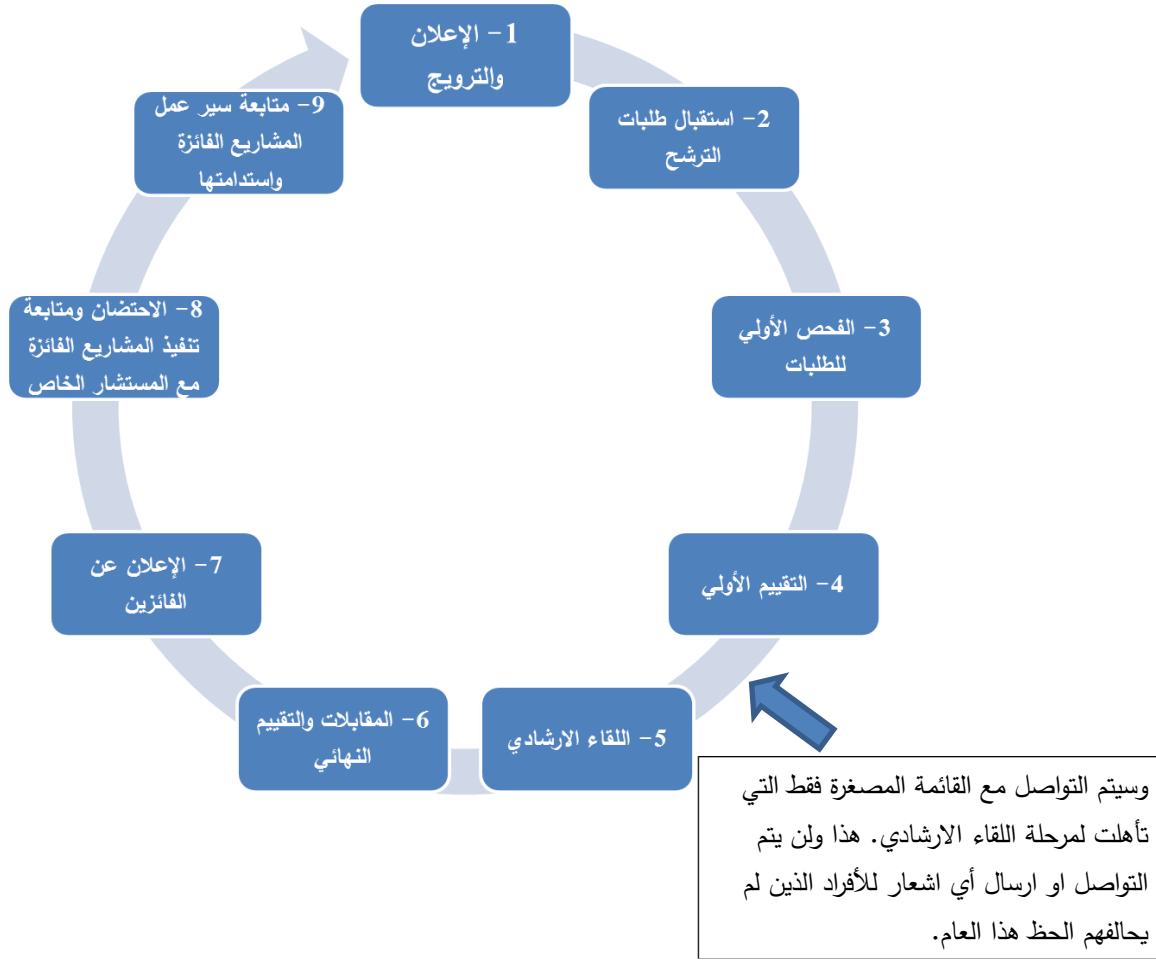 1- الإعلان
والترويج
2- استقبال طلبات
الترشح
3- الفحص الأولي
للطلبات
4- التقييم الأولي
5- اللقاء الارشادي
6- المقابلات والتقييم
النهائي
7- الإعلان عن
الفائزين
8- الاحتضان ومتابعة
تنفيذ المشاريع الفائزة
مع المستشار الخاص
9- متابعة سير عمل
المشاريع الفائزة
واستدامتها
وسيتم التواصل مع القائمة المصغرة فقط التي
تأهلت لمرحلة اللقاء الارشادي. هذا ولن يتم
التواصل او ارسال أي اشعار للأفراد الذين لم
يحالفهم الحظ هذا العام.